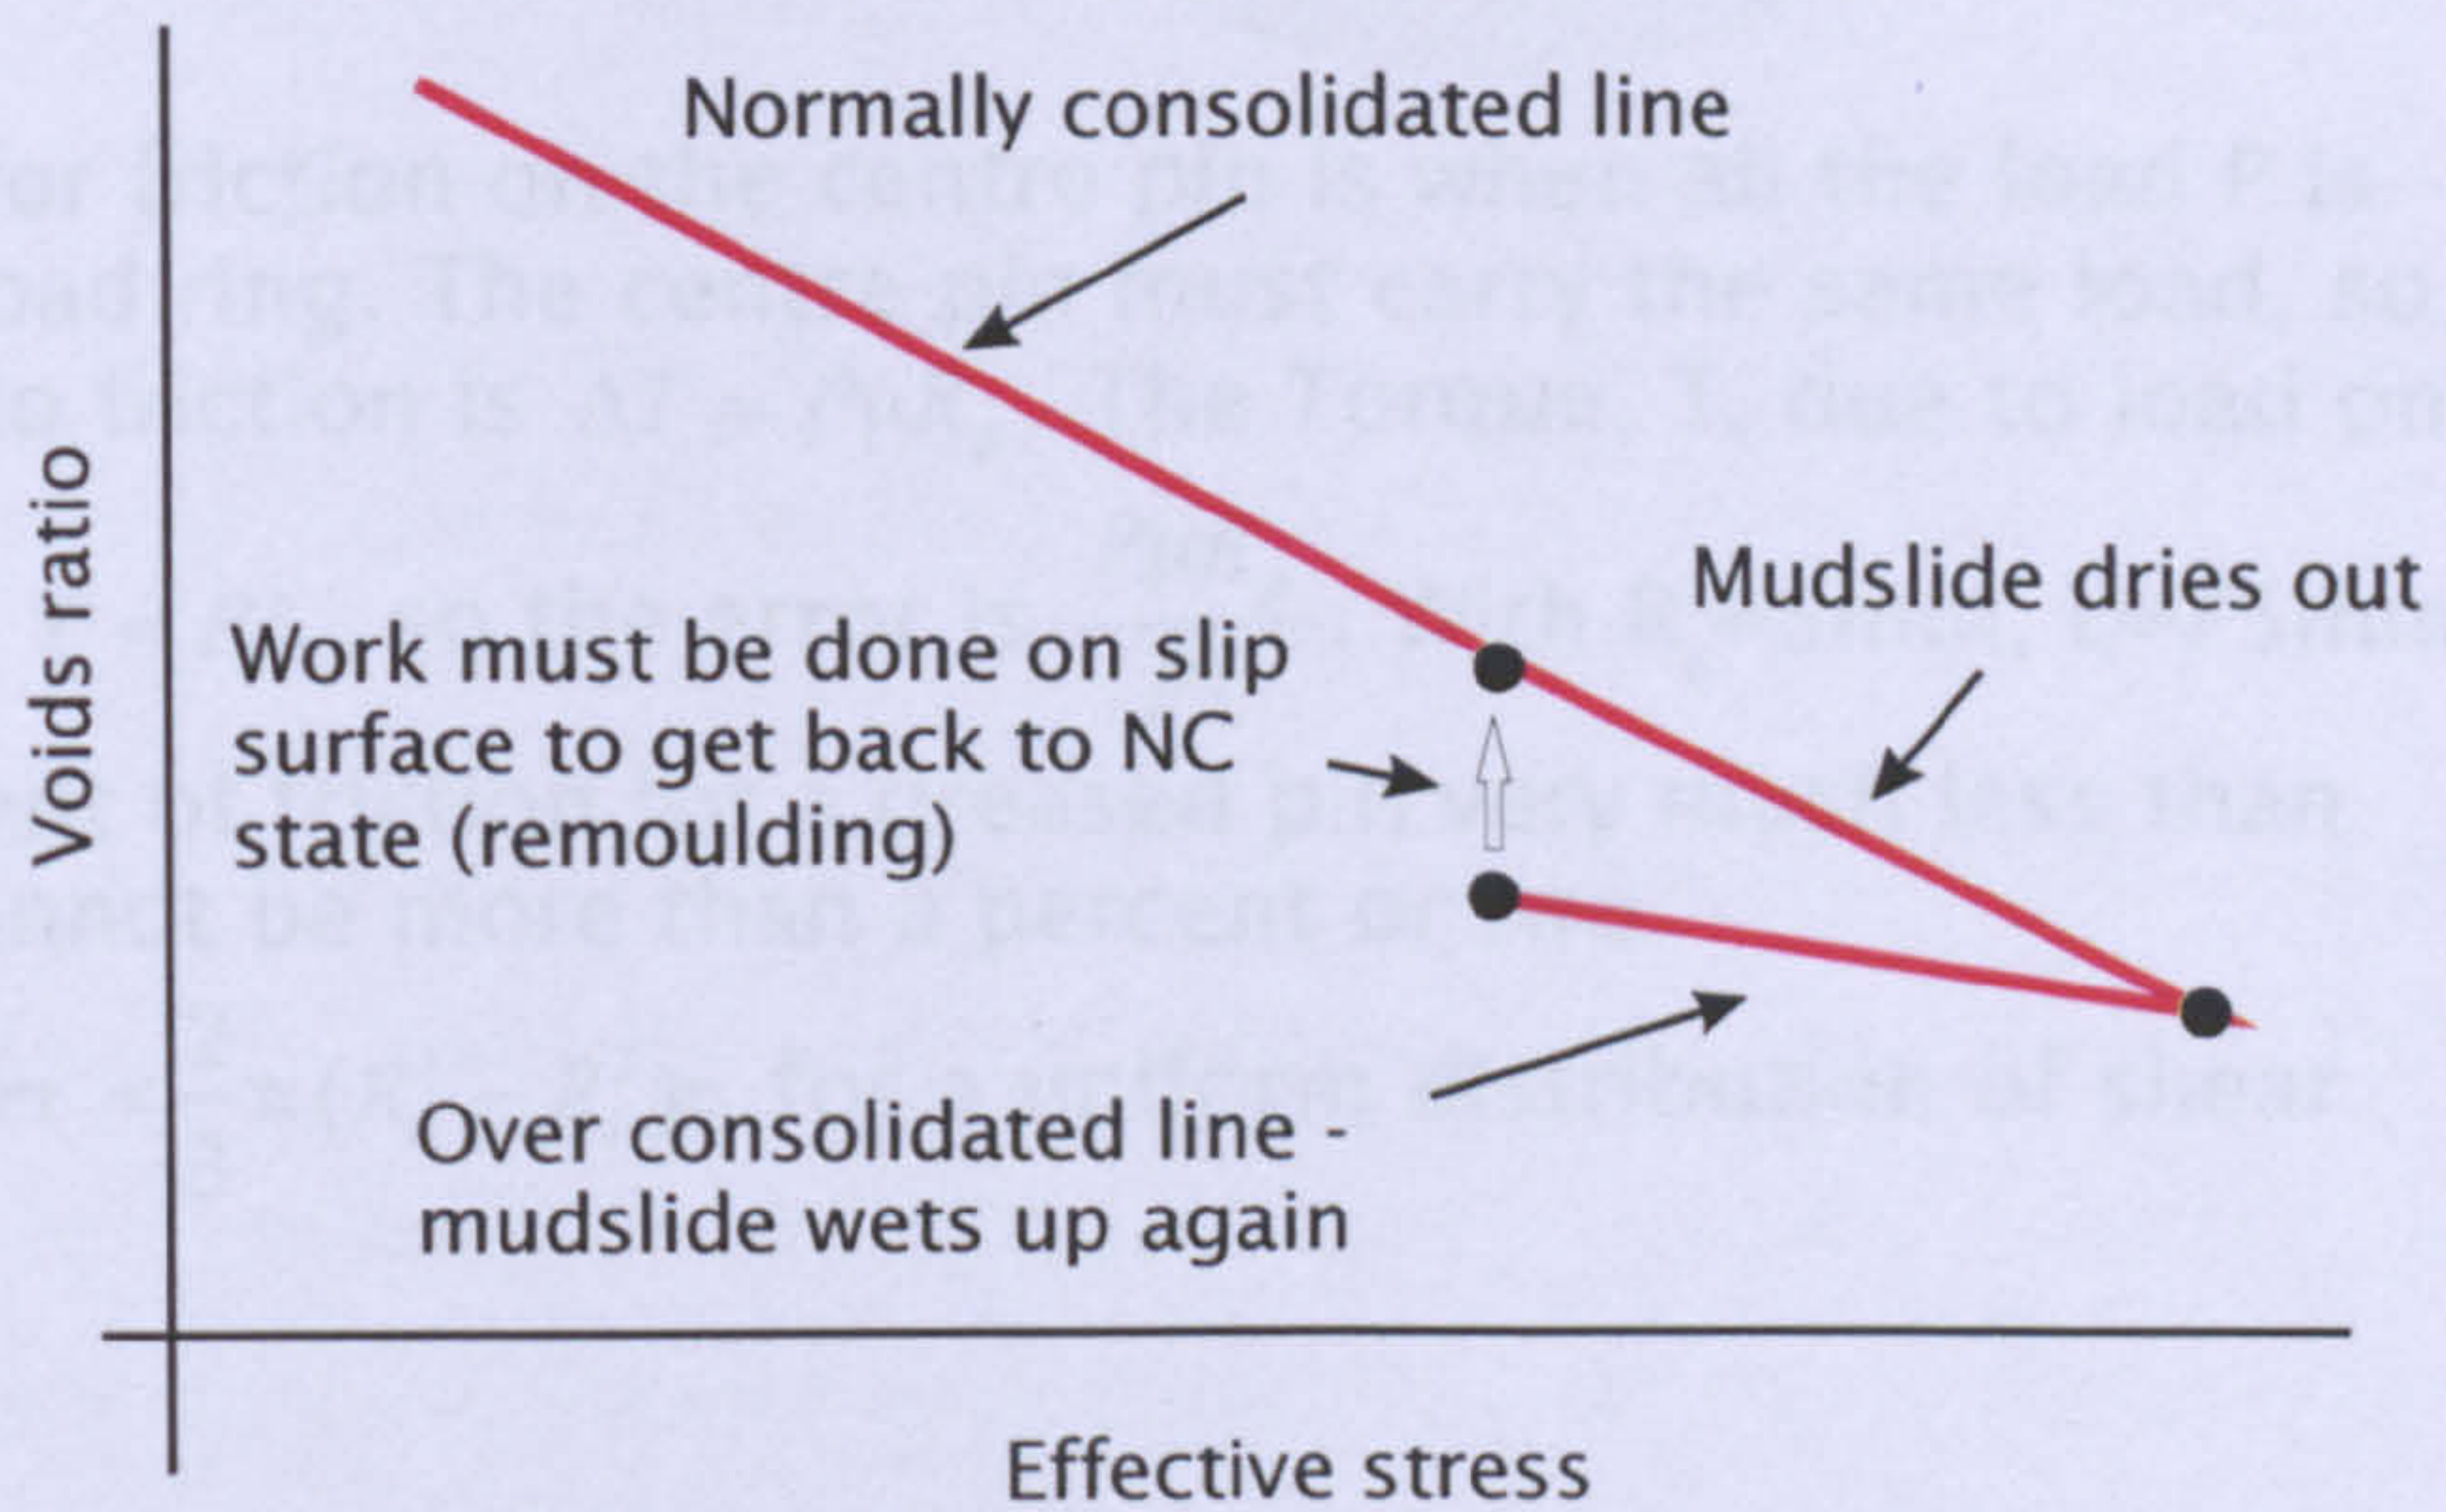 Normally consolidated line
Voids ratio
Mudslide dries out
Work must be done on slip
surface to get back to NC
state (remoulding)
Over consolidated line -
mudslide wets up again
Effective stress